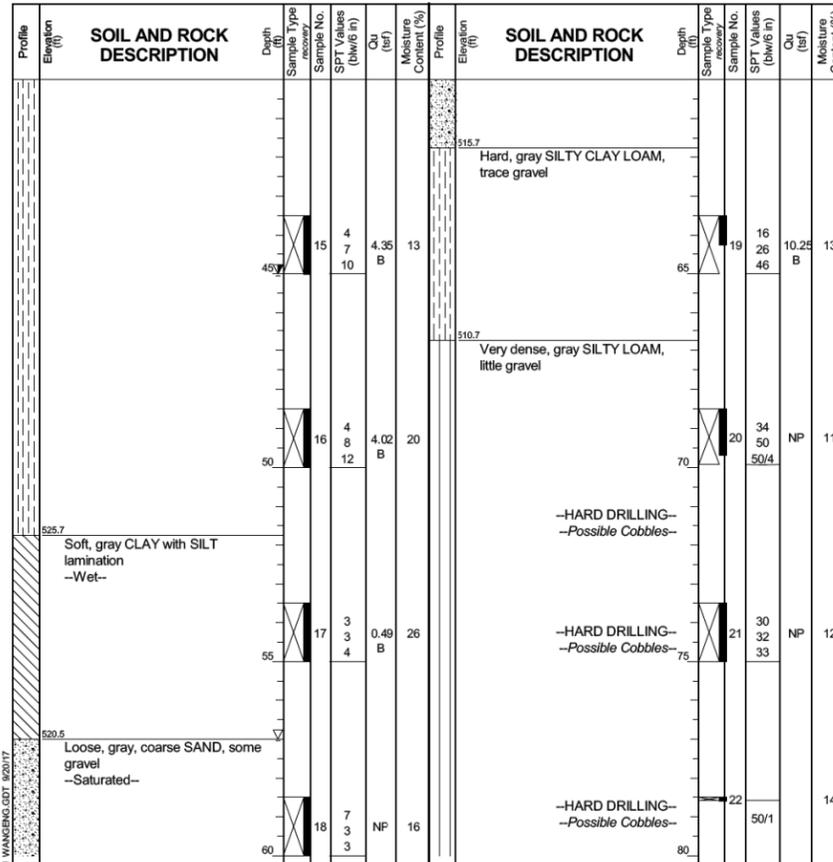 Profile
Elevation
(ft)
SOIL AND ROCK
DESCRIPTION
Depth
(ft)
Sample Type
recovery
Sample No.
SPT Values
(blw/6 in)
Qu
(tsf)
Moisture
Content (%)
45
15
4
7
10
4.35
B
13
50
16
4
8
12
4.02
B
20
525.7
Soft, gray CLAY with SILT
lamination
--Wet--
55
17
3
3
4
0.49
B
26
520.5
Loose, gray, coarse SAND, some
gravel
--Saturated--
60
18
7
3
3
NP
16
WANGENG.GDT 9/20/17
Profile
Elevation
(ft)
SOIL AND ROCK
DESCRIPTION
Depth
(ft)
Sample Type
recovery
Sample No.
SPT Values
(blw/6 in)
Qu
(tsf)
Moisture
515.7
Hard, gray SILTY CLAY LOAM,
trace gravel
65
19
16
26
46
10.25
B
13
510.7
Very dense, gray SILTY LOAM,
little gravel
70
20
34
50
50/4
NP
11
--HARD DRILLING--
--Possible Cobbles--
--HARD DRILLING--
--Possible Cobbles--
75
21
30
32
33
NP
12
--HARD DRILLING--
--Possible Cobbles--
80
22
50/1
14